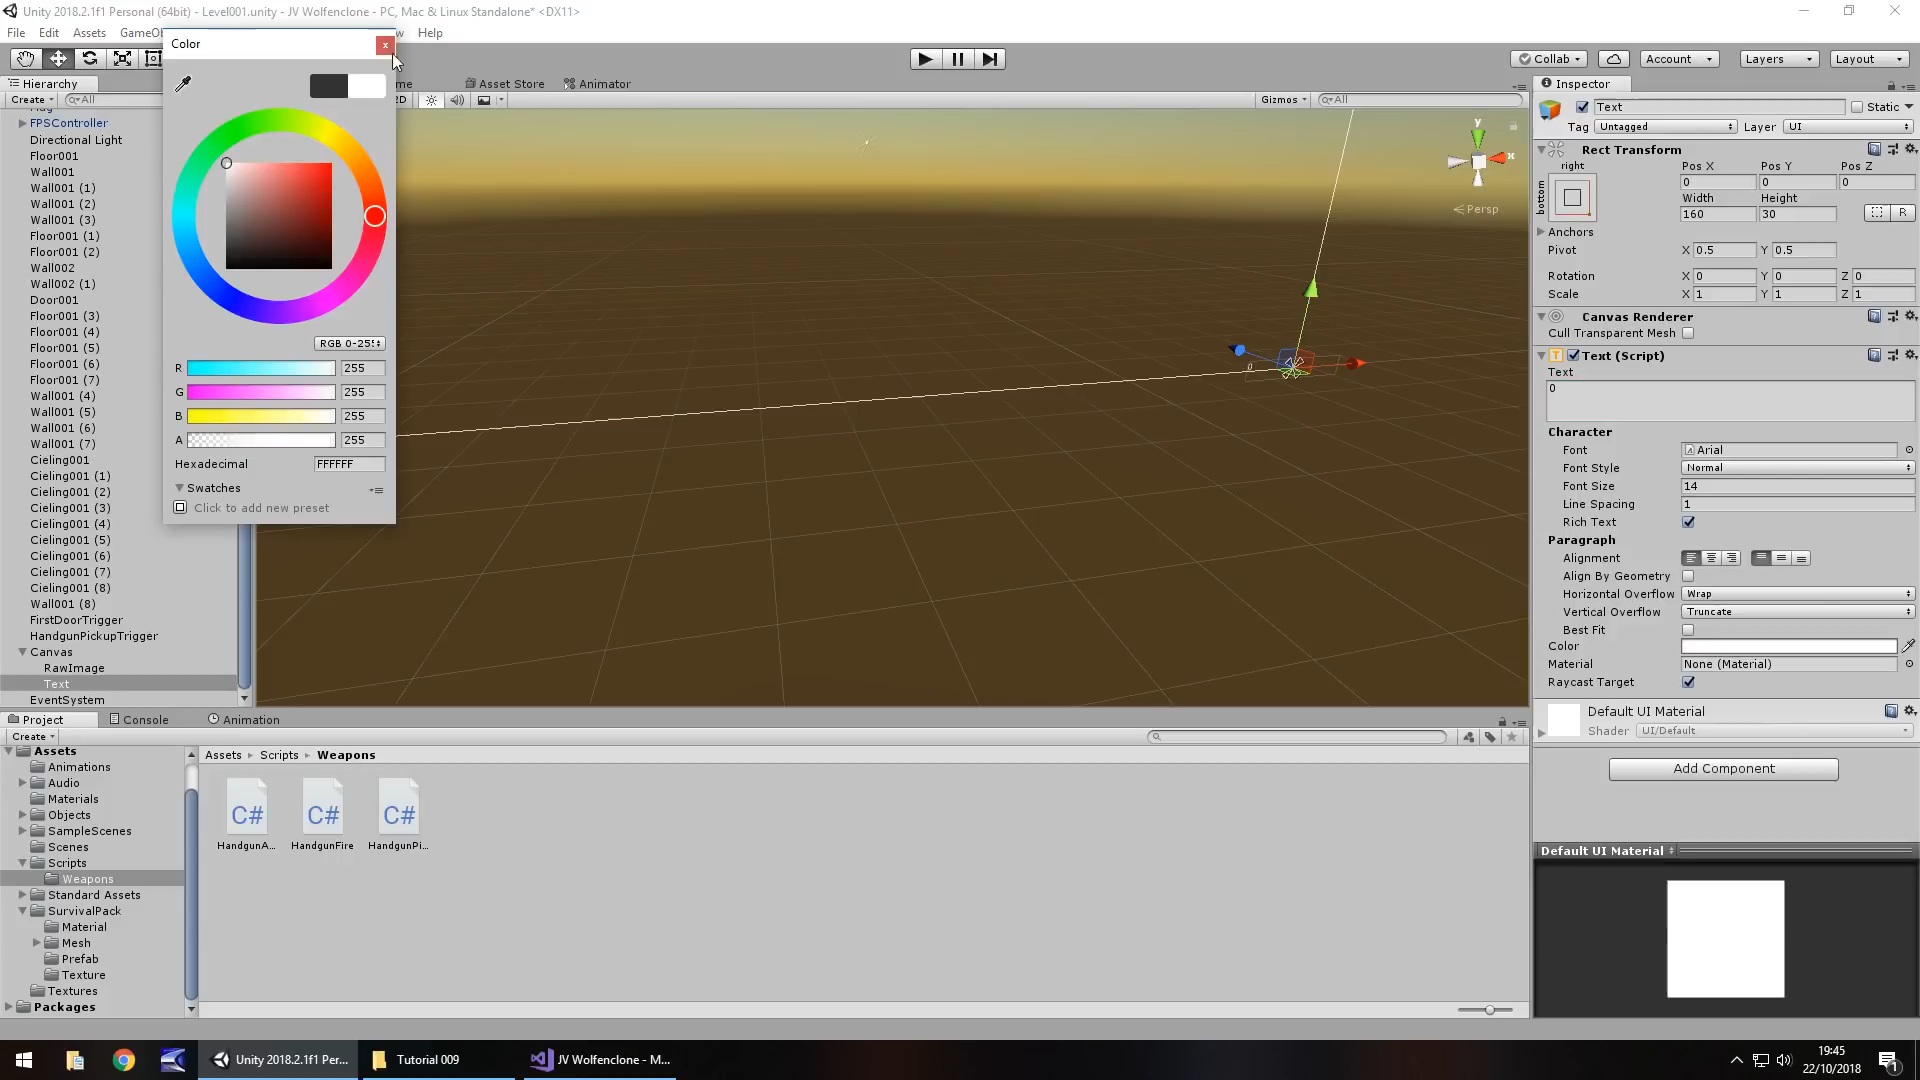 Unity 2018.2.1f1 Personal (64bit) - Level001.unity - JV Wolfenclone - PC, Mac & Linux Standalone* <DX11>
File Edit Assets GameOb w Help
Color x
Collab Account Layers Layout
Hierarchy
me Asset Store Animator
Inspector
Create All
2D
Gizmos All
FPSController
Directional Light
Floor001
Wall001
Wall001 (1)
Wall001 (2)
Wall001 (3)
Floor001 (1)
Floor001 (2)
Wall002
Wall002 (1)
Door001
Floor001 (3)
Floor001 (4)
Floor001 (5)
Floor001 (6)
Floor001 (7)
Wall001 (4)
Wall001 (5)
Wall001 (6)
Wall001 (7)
Cieling001
Cieling001 (1)
Cieling001 (2)
Cieling001 (3)
Cieling001 (4)
Cieling001 (5)
Cieling001 (6)
Cieling001 (7)
Cieling001 (8)
Wall001 (8)
FirstDoorTrigger
HandgunPickupTrigger
Canvas
RawImage
Text
EventSystem
RGB 0-255
R 255
G 255
B 255
A 255
Hexadecimal FFFFFF
Swatches
Click to add new preset
y
x
Persp
0
Text Static
Tag Untagged Layer UI
Rect Transform
right Pos X Pos Y Pos Z
bottom 0 0 0
Width Height
160 30 R
Anchors
Pivot X 0.5 Y 0.5
Rotation X 0 Y 0 Z 0
Scale X 1 Y 1 Z 1
Canvas Renderer
Cull Transparent Mesh
Text (Script)
Text
0
Character
Font Arial
Font Style Normal
Font Size 14
Line Spacing 1
Rich Text
Paragraph
Alignment
Align By Geometry
Horizontal Overflow Wrap
Vertical Overflow Truncate
Best Fit
Color
Material None (Material)
Raycast Target
Default UI Material
Shader UI/Default
Add Component
Default UI Material
Project Console Animation
Create
Assets
Animations
Audio
Materials
Objects
SampleScenes
Scenes
Scripts
Weapons
Standard Assets
SurvivalPack
Material
Mesh
Prefab
Texture
Textures
Packages
Assets Scripts Weapons
C# C# C#
HandgunA... HandgunFire HandgunPi...
Unity 2018.2.1f1 Per... Tutorial 009 JV Wolfenclone - M...
19:45
22/10/2018
1